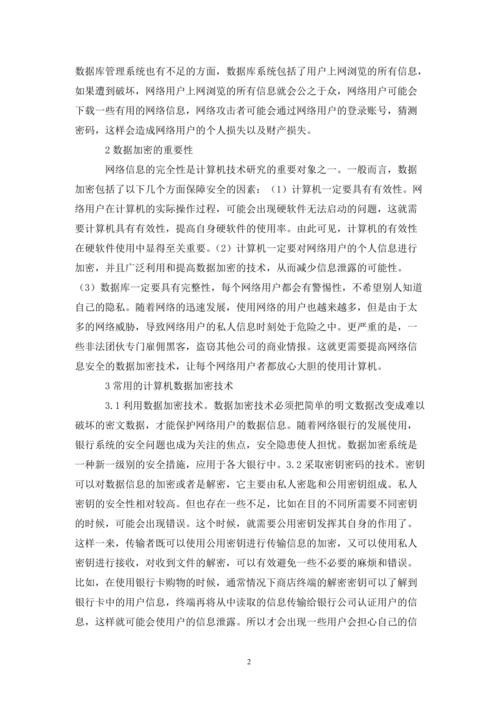 数据库管理系统也有不足的方面，数据库系统包括了用户上网浏览的所有信息，
如果遭到破坏，网络用户上网浏览的所有信息就会公之于众，网络用户可能会
下载一些有用的网络信息，网络攻击者可能会通过网络用户的登录账号，猜测
密码，这样会造成网络用户的个人损失以及财产损失。
2 数据加密的重要性
网络信息的完全性是计算机技术研究的重要对象之一。一般而言，数据
加密包括了以下几个方面保障安全的因素：（1）计算机一定要具有有效性。网
络用户在计算机的实际操作过程，可能会出现硬软件无法启动的问题，这就需
要计算机具有有效性，提高自身硬软件的使用率。由此可见，计算机的有效性
在硬软件使用中显得至关重要。（2）计算机一定要对网络用户的个人信息进行
加密，并且广泛利用和提高数据加密的技术，从而减少信息泄露的可能性。
（3）数据库一定要具有完整性，每个网络用户都会有警惕性，不希望别人知道
自己的隐私。随着网络的迅速发展，使用网络的用户也越来越多，但是由于太
多的网络威胁，导致网络用户的私人信息时刻处于危险之中。更严重的是，一
些非法团伙专门雇佣黑客，盗窃其他公司的商业情报。这就更需要提高网络信
息安全的数据加密技术，让每个网络用户者都放心大胆的使用计算机。
3 常用的计算机数据加密技术
3.1 利用数据加密技术。数据加密技术必须把简单的明文数据改变成难以
破坏的密文数据，才能保护网络用户的数据信息。随着网络银行的发展使用，
银行系统的安全问题也成为关注的焦点，安全隐患使人担忧。数据加密系统是
一种新一级别的安全措施，应用于各大银行中。3.2 采取密钥密码的技术。密钥
可以对数据信息的加密或者是解密，它主要由私人密匙和公用密钥组成。私人
密钥的安全性相对较高。但也存在一些不足，比如在目的不同所需要不同密钥
的时候，可能会出现错误。这个时候，就需要公用密钥发挥其自身的作用了。
这样一来，传输者既可以使用公用密钥进行传输信息的加密，又可以使用私人
密钥进行接收，对收到文件的解密，可以有效避免一些不必要的麻烦和错误。
比如，在使用银行卡购物的时候，通常情况下商店终端的解密密钥可以了解到
银行卡中的用户信息，终端再将从中读取的信息传输给银行公司认证用户的信
息，这样就可能会使用户的信息泄露。所以才会出现一些用户会担心自己的信
2